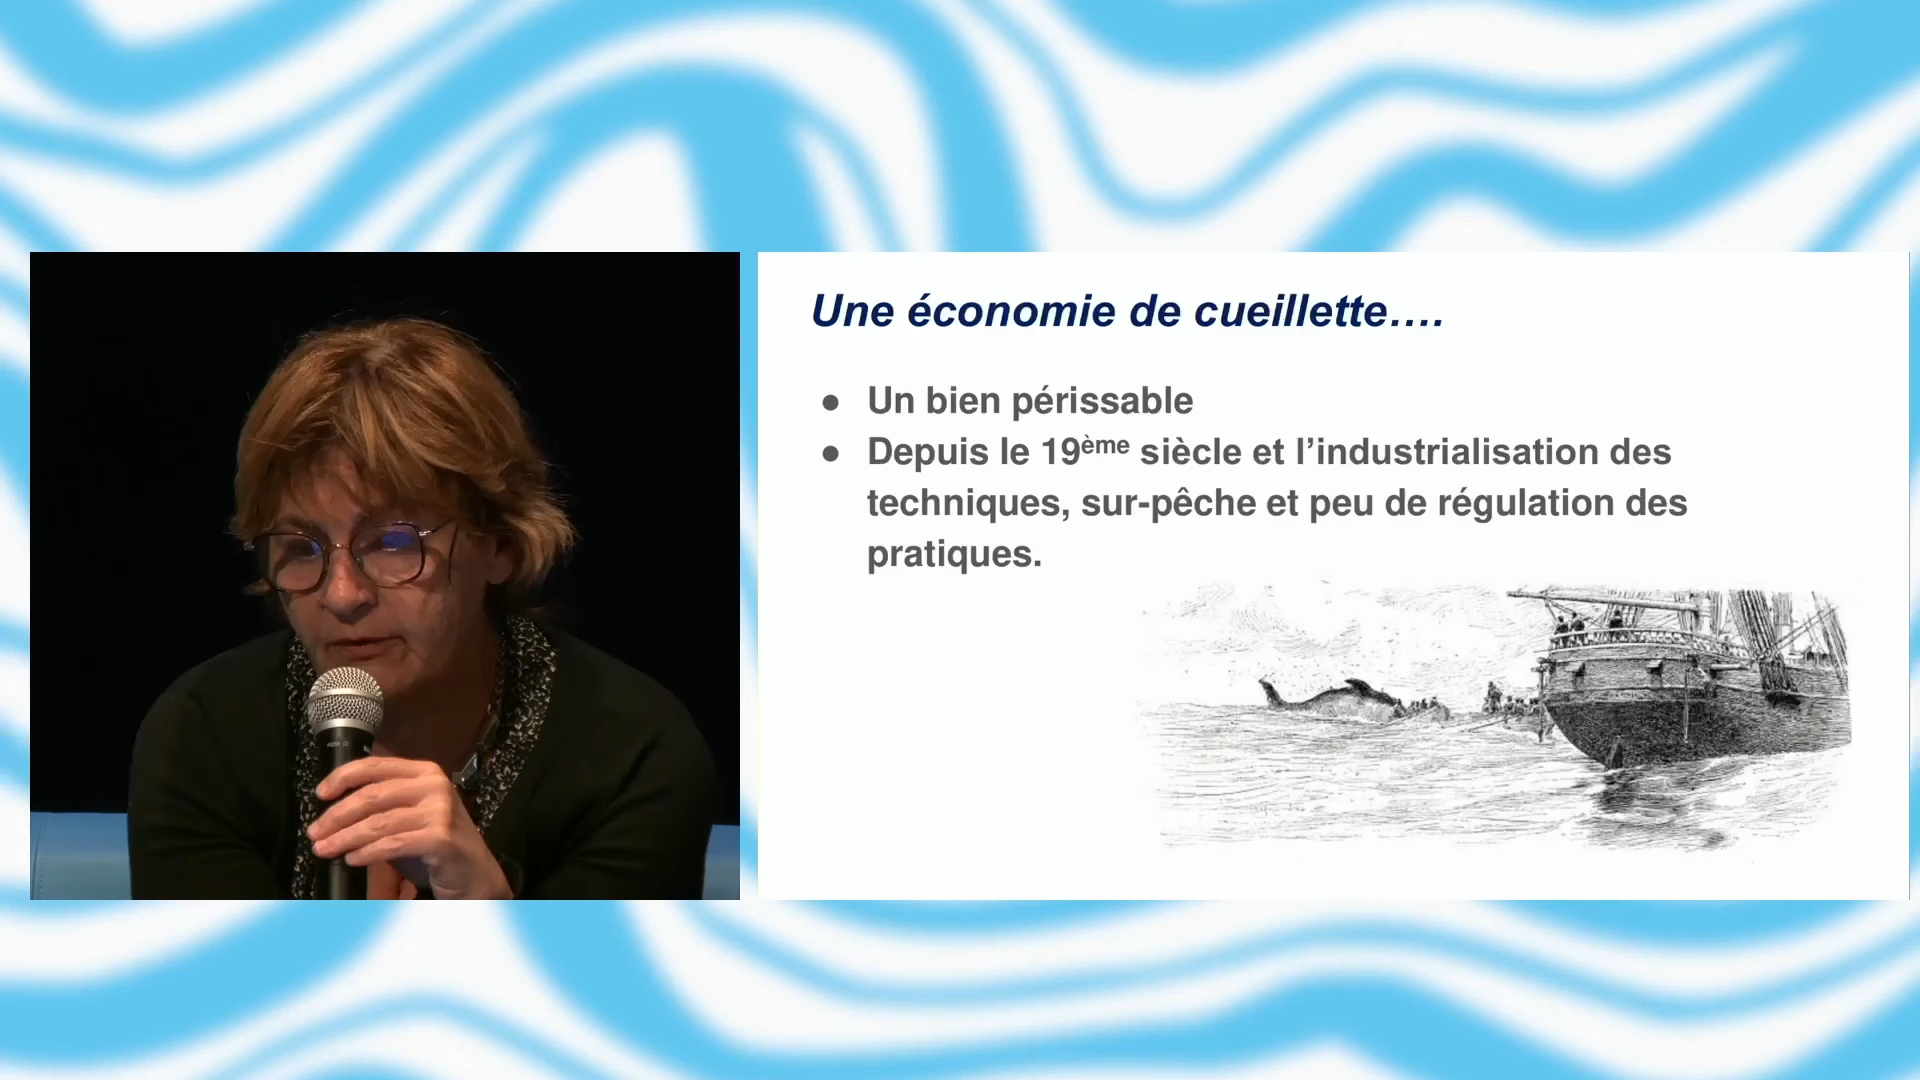 Une économie de cueillette....
● Un bien périssable
● Depuis le 19ème siècle et l’industrialisation des
techniques, sur-pêche et peu de régulation des
pratiques.